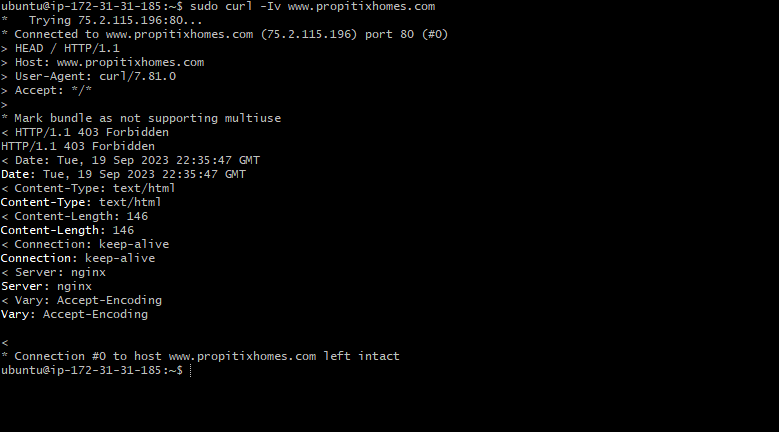 ubuntu@ip-172-31-31-185:~$ sudo curl -Iv www.propitixhomes.com
*   Trying 75.2.115.196:80...
* Connected to www.propitixhomes.com (75.2.115.196) port 80 (#0)
> HEAD / HTTP/1.1
> Host: www.propitixhomes.com
> User-Agent: curl/7.81.0
> Accept: */*
>
* Mark bundle as not supporting multiuse
< HTTP/1.1 403 Forbidden
HTTP/1.1 403 Forbidden
< Date: Tue, 19 Sep 2023 22:35:47 GMT
Date: Tue, 19 Sep 2023 22:35:47 GMT
< Content-Type: text/html
Content-Type: text/html
< Content-Length: 146
Content-Length: 146
< Connection: keep-alive
Connection: keep-alive
< Server: nginx
Server: nginx
< Vary: Accept-Encoding
Vary: Accept-Encoding

<
* Connection #0 to host www.propitixhomes.com left intact
ubuntu@ip-172-31-31-185:~$